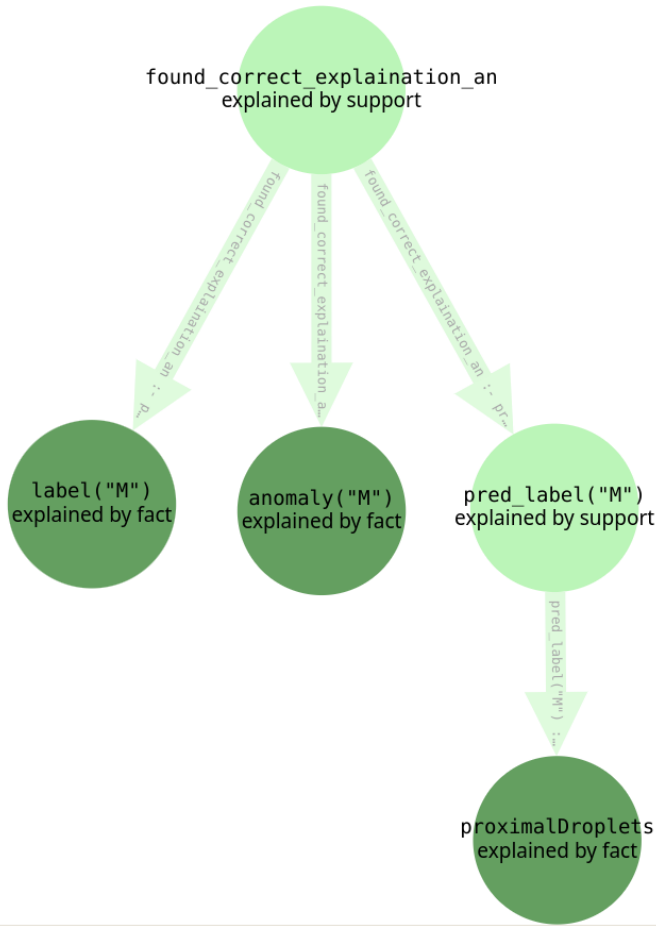 found_correct_explaination_an
explained by support
found_correct_explaination_an :- p…
found_correct_explaination_a…
found_correct_explaination_an :- pr…
label("M")
explained by fact
anomaly("M")
explained by fact
pred_label("M")
explained by support
pred_label("M") :…
proximalDroplets
explained by fact